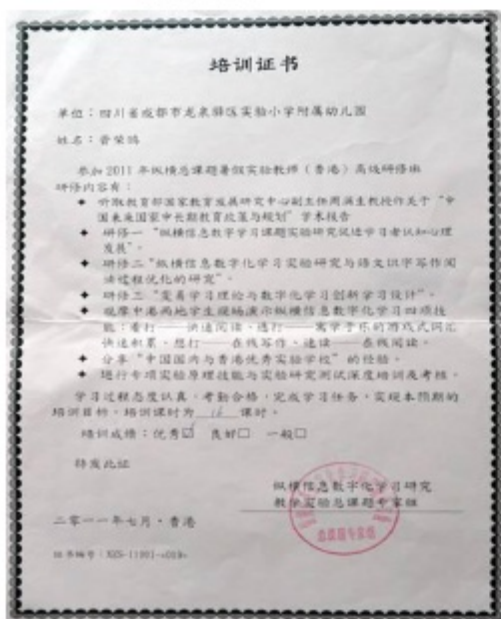 培训证书
单位：四川省成都市龙泉驿区实验小学附属幼儿园
姓名：曾荣鸿
参加 2011 年纵横总课题暑假实验教师（香港）高级研修班
研修内容有：
◆ 听取教育部国家教育发展研究中心副主任周满生教授作关于“中
国未来国家中长期教育政策与规划”学术报告
◆ 研修一“纵横信息数字学习课题实验研究促进学习者认知心理
发展”。
◆ 研修二“纵横信息数字化学习实验研究与语文识字写作阅
读过程优化的研究”。
◆ 研修三“变易学习理论与数字化学习创新学习设计”。
◆ 观摩中港两地学生现场演示纵横信息数字化学习四项技
能：看打——快速阅读、选打——寓学于乐的游戏式词汇
快速积累、想打——在线写作、速读——在线阅读。
◆ 分享“中国国内与香港优秀实验学校”的经验。
◆ 进行专项实验原理技能与实验研究测试深度培训及考核。
学习过程态度认真，考勤合格，完成学习任务，实现本预期的
培训目标，培训课时为 16 课时。
培训成绩：优秀☑ 良好□ 一般□
特发此证
纵横信息数字化学习研究
教学实验总课题专家组
二零一一年七月·香港
证书编号：